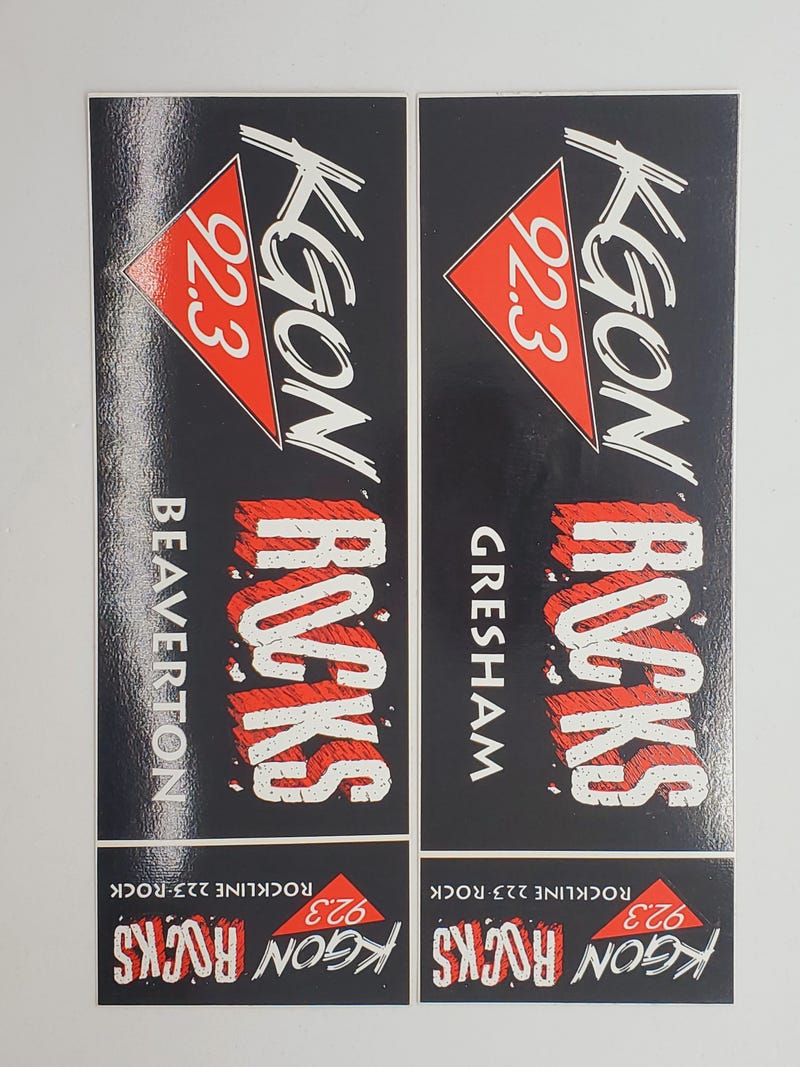 KGON
92.3
ROCKS
BEAVERTON
KGON ROCKS
92.3
ROCKLINE 223-ROCK
KGON
92.3
ROCKS
GRESHAM
KGON ROCKS
92.3
ROCKLINE 223-ROCK